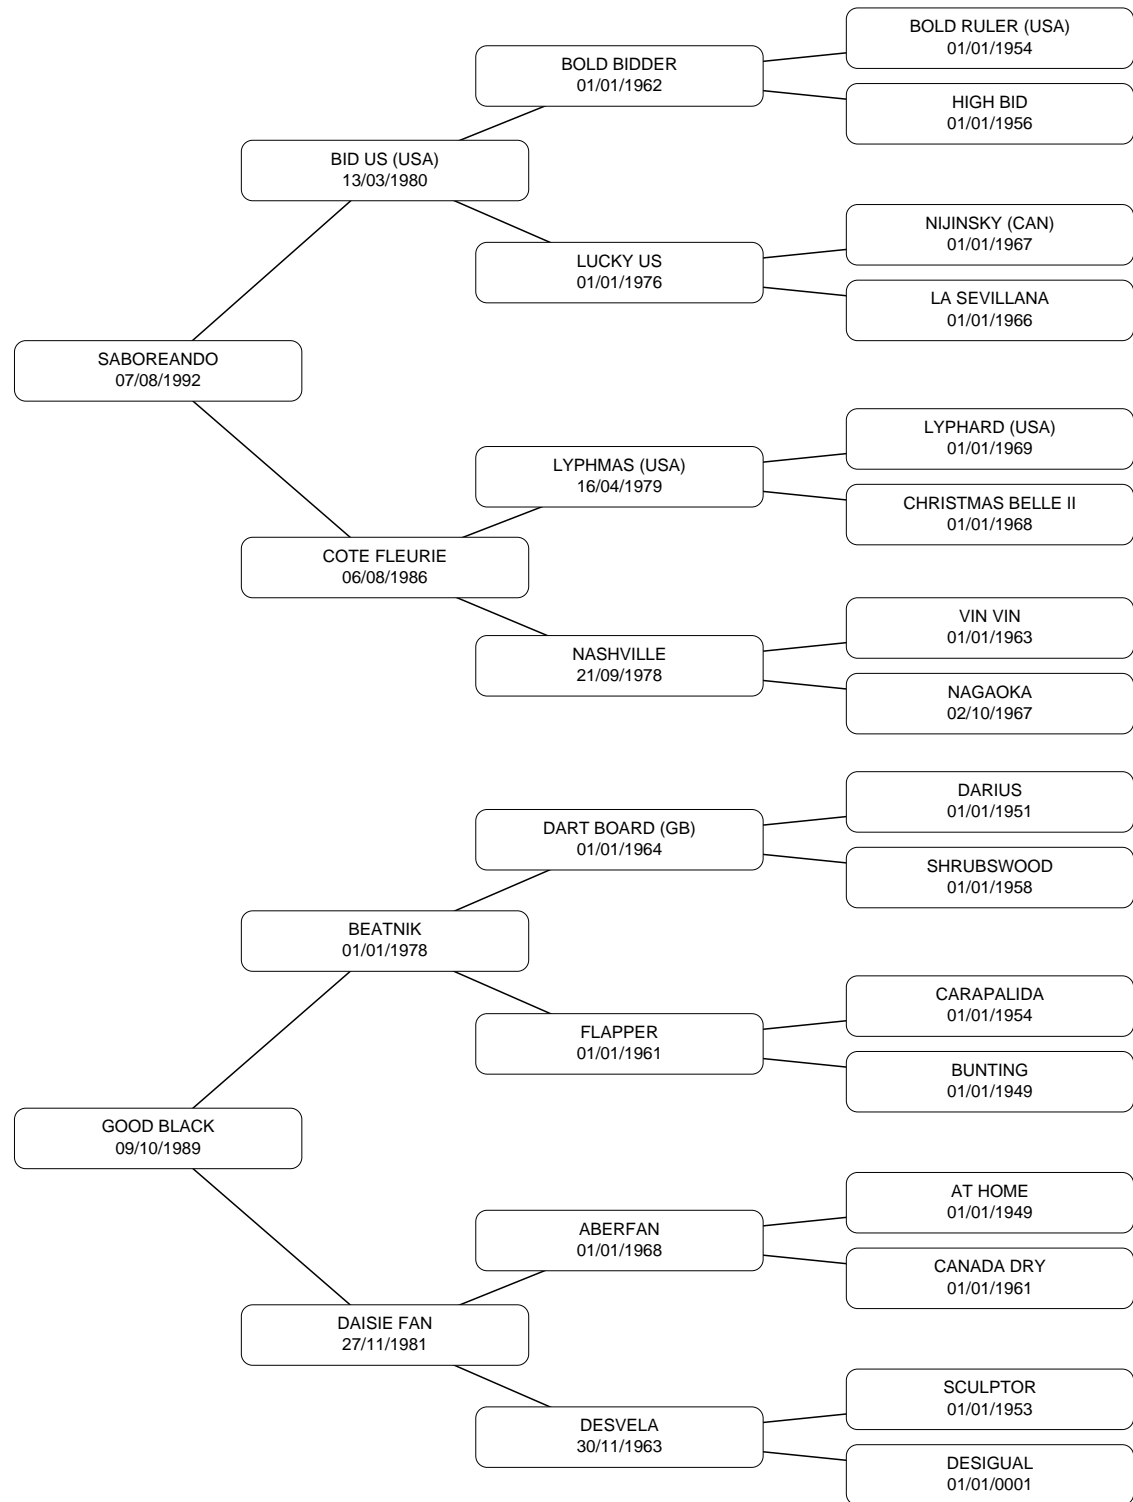 BOLD RULER (USA)
01/01/1954
BOLD BIDDER
01/01/1962
HIGH BID
01/01/1956
BID US (USA)
13/03/1980
NIJINSKY (CAN)
01/01/1967
LUCKY US
01/01/1976
LA SEVILLANA
01/01/1966
SABOREANDO
07/08/1992
LYPHARD (USA)
01/01/1969
LYPHMAS (USA)
16/04/1979
CHRISTMAS BELLE II
01/01/1968
COTE FLEURIE
06/08/1986
VIN VIN
01/01/1963
NASHVILLE
21/09/1978
NAGAOKA
02/10/1967
DARIUS
01/01/1951
DART BOARD (GB)
01/01/1964
SHRUBSWOOD
01/01/1958
BEATNIK
01/01/1978
CARAPALIDA
01/01/1954
FLAPPER
01/01/1961
BUNTING
01/01/1949
GOOD BLACK
09/10/1989
AT HOME
01/01/1949
ABERFAN
01/01/1968
CANADA DRY
01/01/1961
DAISIE FAN
27/11/1981
SCULPTOR
01/01/1953
DESVELA
30/11/1963
DESIGUAL
01/01/0001